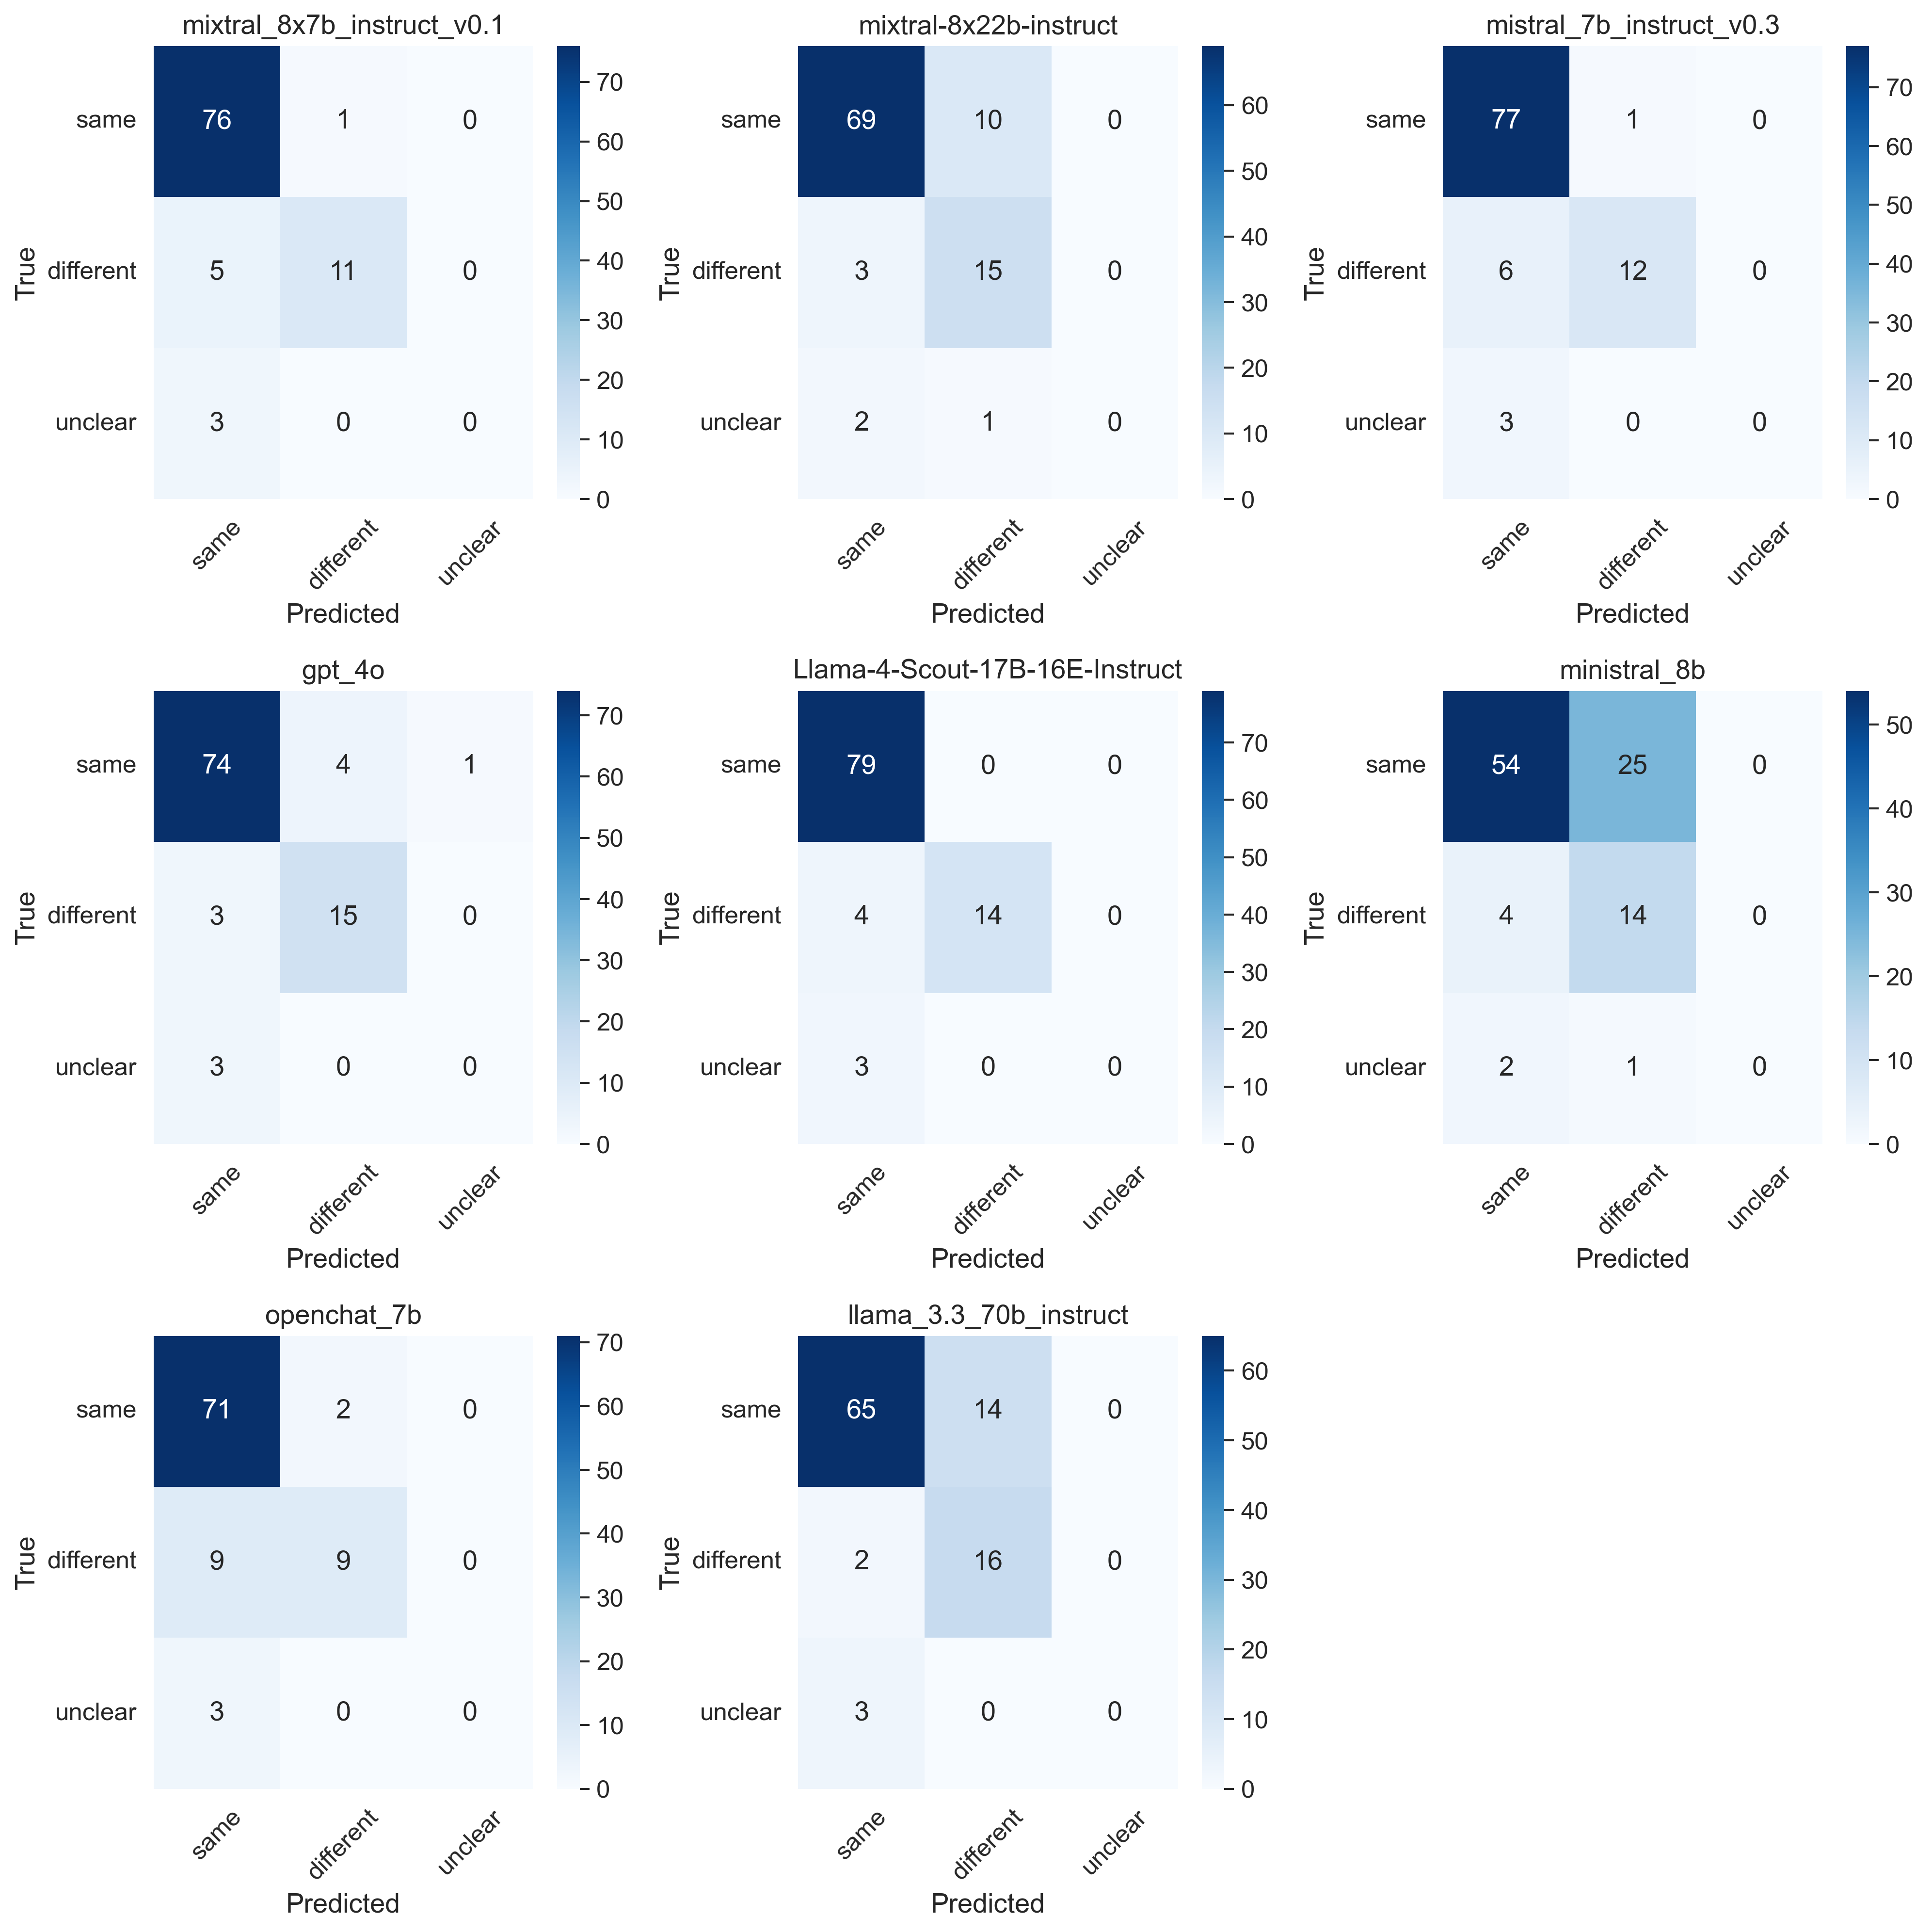 mixtral_8x7b_instruct_v0.1
same 76 1 0
different 5 11 0
unclear 3 0 0
True
same different unclear
Predicted
70
60
50
40
30
20
10
0
mixtral-8x22b-instruct
same 69 10 0
different 3 15 0
unclear 2 1 0
True
same different unclear
Predicted
60
50
40
30
20
10
0
mistral_7b_instruct_v0.3
same 77 1 0
different 6 12 0
unclear 3 0 0
True
same different unclear
Predicted
70
60
50
40
30
20
10
0
gpt_4o
same 74 4 1
different 3 15 0
unclear 3 0 0
True
same different unclear
Predicted
70
60
50
40
30
20
10
0
Llama-4-Scout-17B-16E-Instruct
same 79 0 0
different 4 14 0
unclear 3 0 0
True
same different unclear
Predicted
70
60
50
40
30
20
10
0
ministral_8b
same 54 25 0
different 4 14 0
unclear 2 1 0
True
same different unclear
Predicted
50
40
30
20
10
0
openchat_7b
same 71 2 0
different 9 9 0
unclear 3 0 0
True
same different unclear
Predicted
70
60
50
40
30
20
10
0
llama_3.3_70b_instruct
same 65 14 0
different 2 16 0
unclear 3 0 0
True
same different unclear
Predicted
60
50
40
30
20
10
0